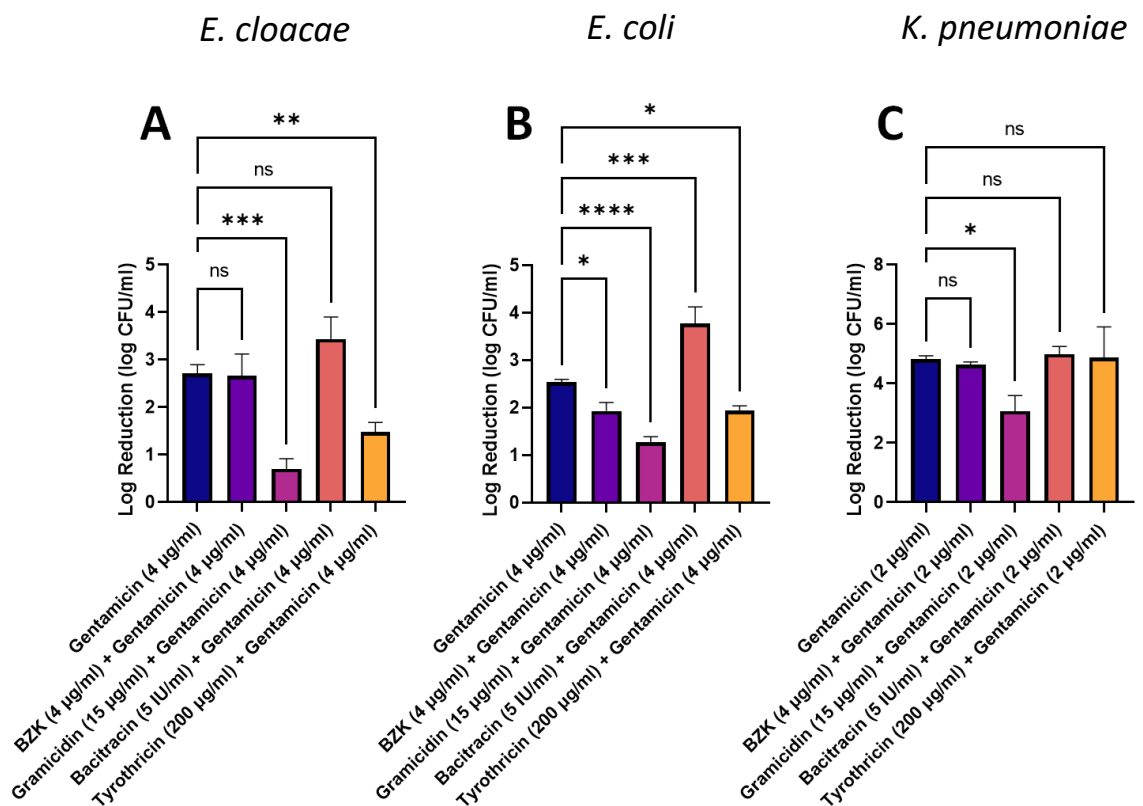 E. cloacae
E. coli
K. pneumoniae
A
**
ns
***
ns
Log Reduction (log CFU/ml)
5
4
3
2
1
0
Gentamicin (4 µg/ml)
BZK (4 µg/ml) + Gentamicin (4 µg/ml)
Gramicidin (15 µg/ml) + Gentamicin (4 µg/ml)
Bacitracin (5 IU/ml) + Gentamicin (4 µg/ml)
Tyrothricin (200 µg/ml) + Gentamicin (4 µg/ml)
B
*
***
****
*
Log Reduction (log CFU/ml)
5
4
3
2
1
0
Gentamicin (4 µg/ml)
BZK (4 µg/ml) + Gentamicin (4 µg/ml)
Gramicidin (15 µg/ml) + Gentamicin (4 µg/ml)
Bacitracin (5 IU/ml) + Gentamicin (4 µg/ml)
Tyrothricin (200 µg/ml) + Gentamicin (4 µg/ml)
C
ns
ns
*
ns
Log Reduction (log CFU/ml)
8
6
4
2
0
Gentamicin (2 µg/ml)
BZK (4 µg/ml) + Gentamicin (2 µg/ml)
Gramicidin (15 µg/ml) + Gentamicin (2 µg/ml)
Bacitracin (5 IU/ml) + Gentamicin (2 µg/ml)
Tyrothricin (200 µg/ml) + Gentamicin (2 µg/ml)